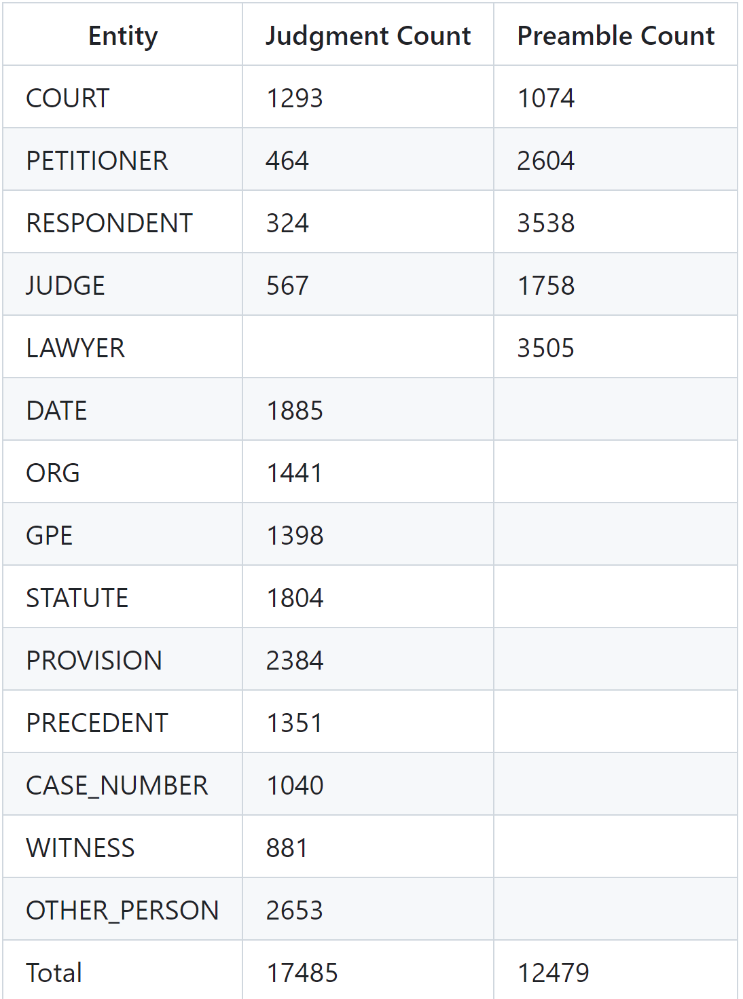 Entity Judgment Count Preamble Count
COURT 1293 1074
PETITIONER 464 2604
RESPONDENT 324 3538
JUDGE 567 1758
LAWYER 3505
DATE 1885
ORG 1441
GPE 1398
STATUTE 1804
PROVISION 2384
PRECEDENT 1351
CASE_NUMBER 1040
WITNESS 881
OTHER_PERSON 2653
Total 17485 12479